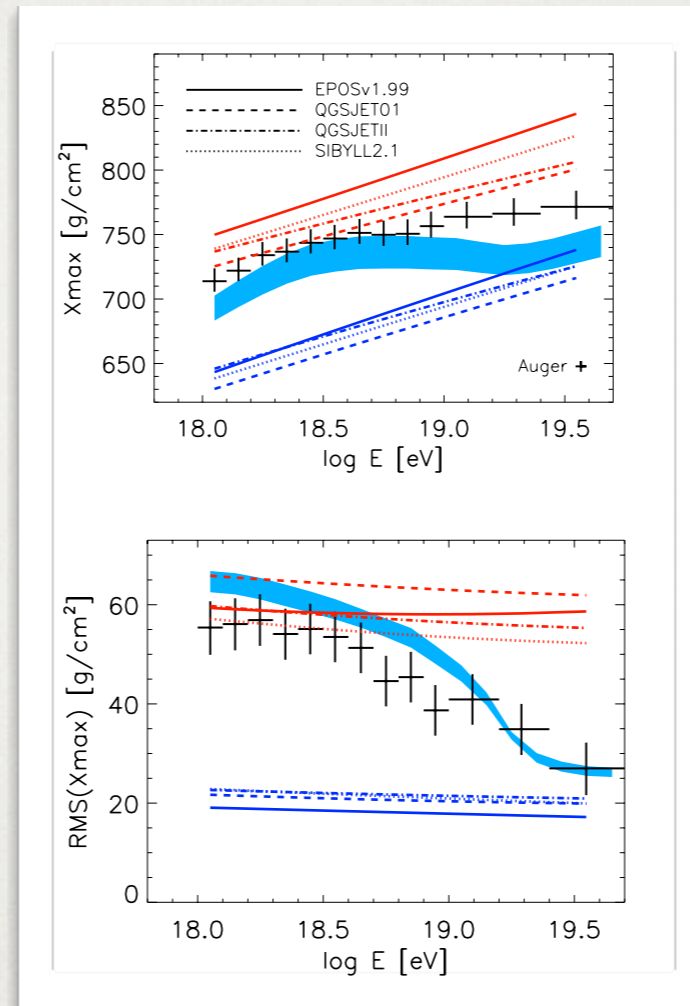 850
800
750
700
650
Xmax [g/cm²]
EPOSv1.99
QGSJET01
QGSJETII
SIBYLL2.1
Auger
18.0 18.5 19.0 19.5
log E [eV]
60
40
20
0
RMS(Xmax) [g/cm²]
18.0 18.5 19.0 19.5
log E [eV]